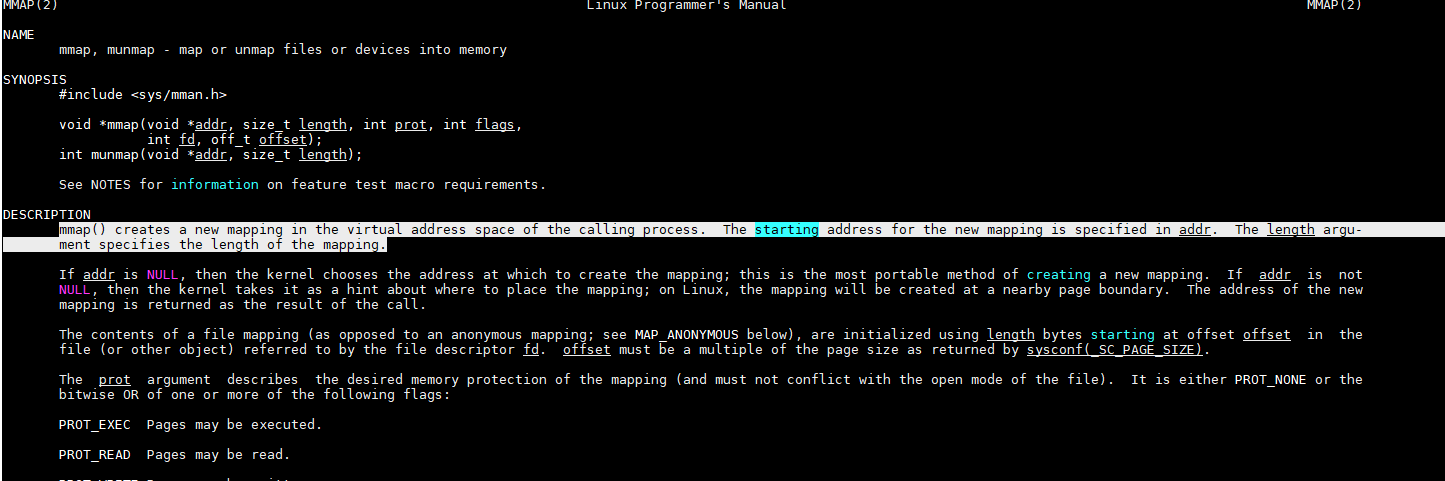 MMAP(2) Linux Programmer's Manual MMAP(2)
NAME
mmap, munmap - map or unmap files or devices into memory
SYNOPSIS
#include <sys/mman.h>
void *mmap(void *addr, size_t length, int prot, int flags,
int fd, off_t offset);
int munmap(void *addr, size_t length);
See NOTES for information on feature test macro requirements.
DESCRIPTION
mmap() creates a new mapping in the virtual address space of the calling process.  The starting address for the new mapping is specified in addr.  The length argu-
ment specifies the length of the mapping.
If addr is NULL, then the kernel chooses the address at which to create the mapping; this is the most portable method of creating a new mapping.  If  addr  is  not
NULL, then the kernel takes it as a hint about where to place the mapping; on Linux, the mapping will be created at a nearby page boundary.  The address of the new
mapping is returned as the result of the call.
The contents of a file mapping (as opposed to an anonymous mapping; see MAP_ANONYMOUS below), are initialized using length bytes starting at offset offset  in  the
file (or other object) referred to by the file descriptor fd.  offset must be a multiple of the page size as returned by sysconf(_SC_PAGE_SIZE).
The  prot  argument  describes  the desired memory protection of the mapping (and must not conflict with the open mode of the file).  It is either PROT_NONE or the
bitwise OR of one or more of the following flags:
PROT_EXEC  Pages may be executed.
PROT_READ  Pages may be read.